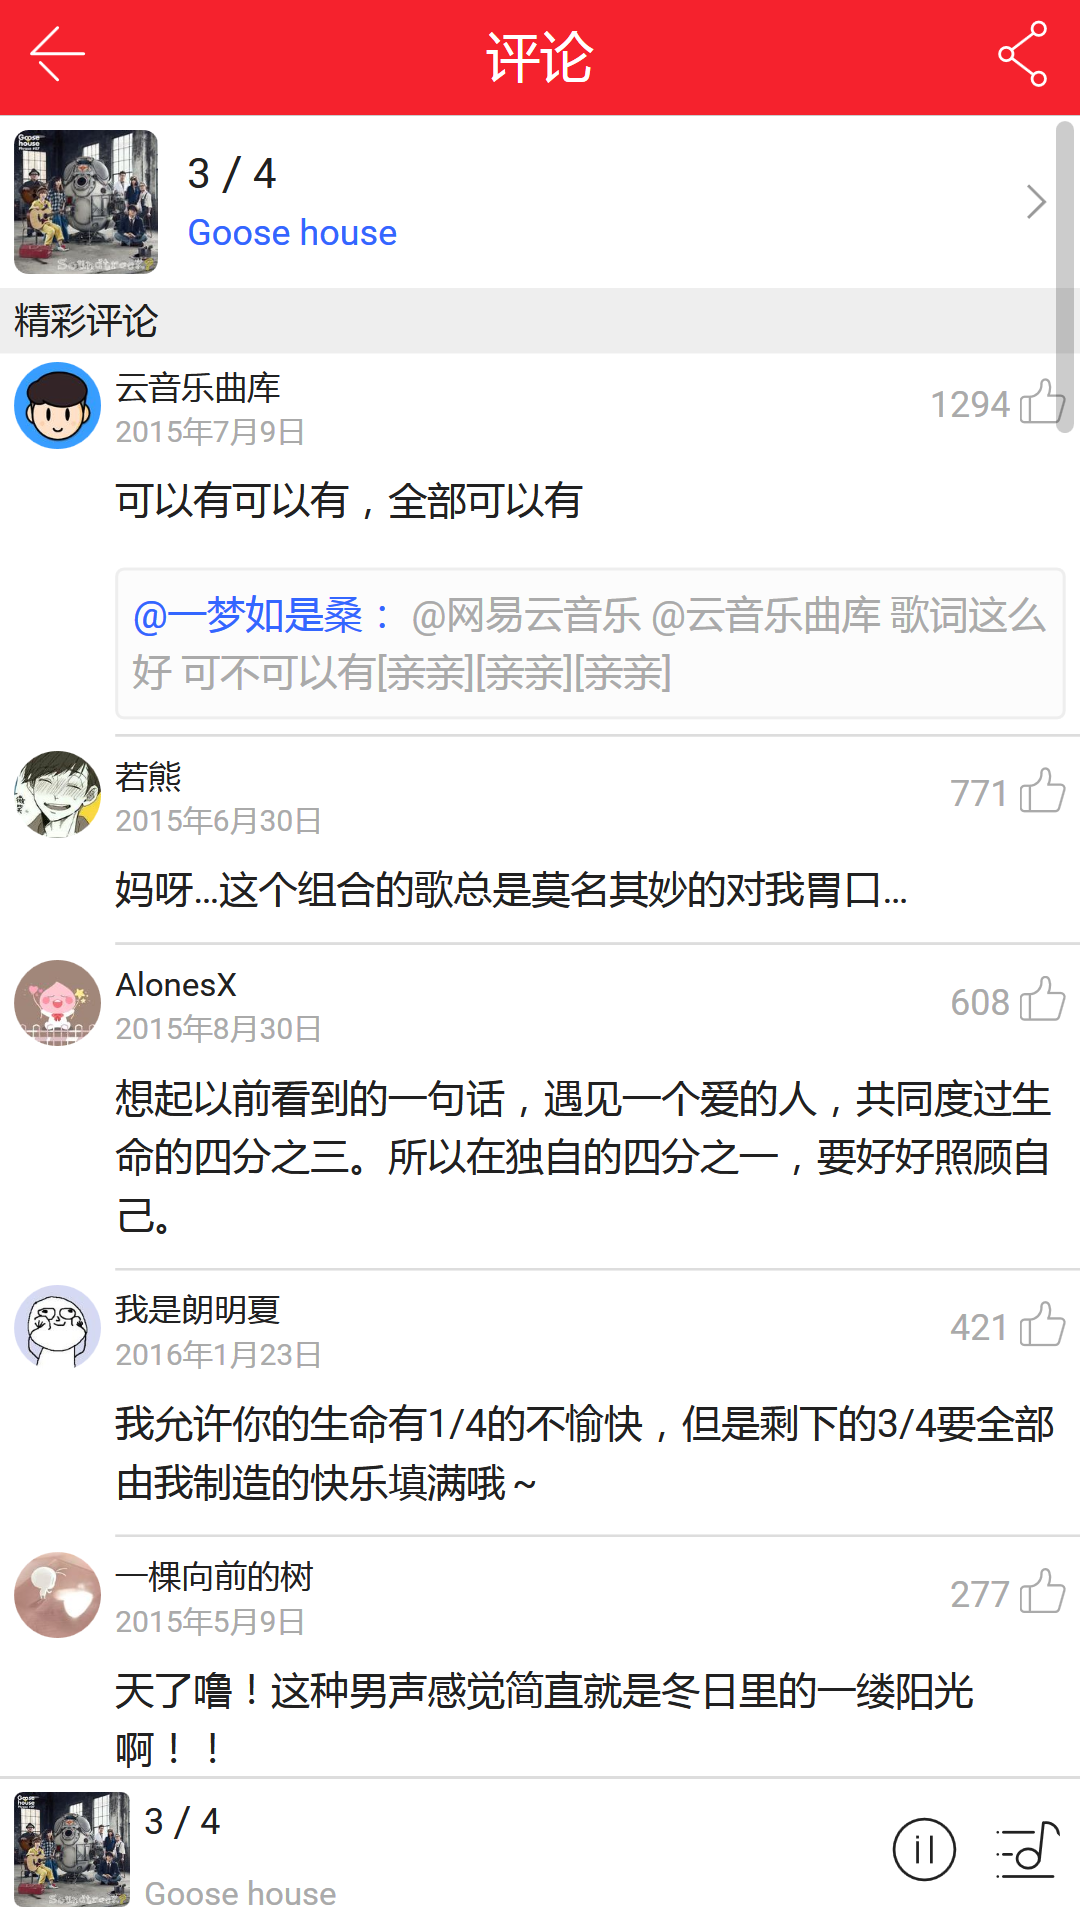 评论
Goose
house
Soundtrack?
3 / 4
Goose house
精彩评论
云音乐曲库
2015年7月9日
1294
可以有可以有，全部可以有
@一梦如是桑： @网易云音乐 @云音乐曲库 歌词这么
好 可不可以有[亲亲][亲亲][亲亲]
若熊
2015年6月30日
771
妈呀...这个组合的歌总是莫名其妙的对我胃口...
AlonesX
2015年8月30日
608
想起以前看到的一句话，遇见一个爱的人，共同度过生
命的四分之三。所以在独自的四分之一，要好好照顾自
己。
我是朗明夏
2016年1月23日
421
我允许你的生命有1/4的不愉快，但是剩下的3/4要全部
由我制造的快乐填满哦～
一棵向前的树
2015年5月9日
277
天了噜！这种男声感觉简直就是冬日里的一缕阳光
啊！！
Goose
house
Soundtrack?
3 / 4
Goose house